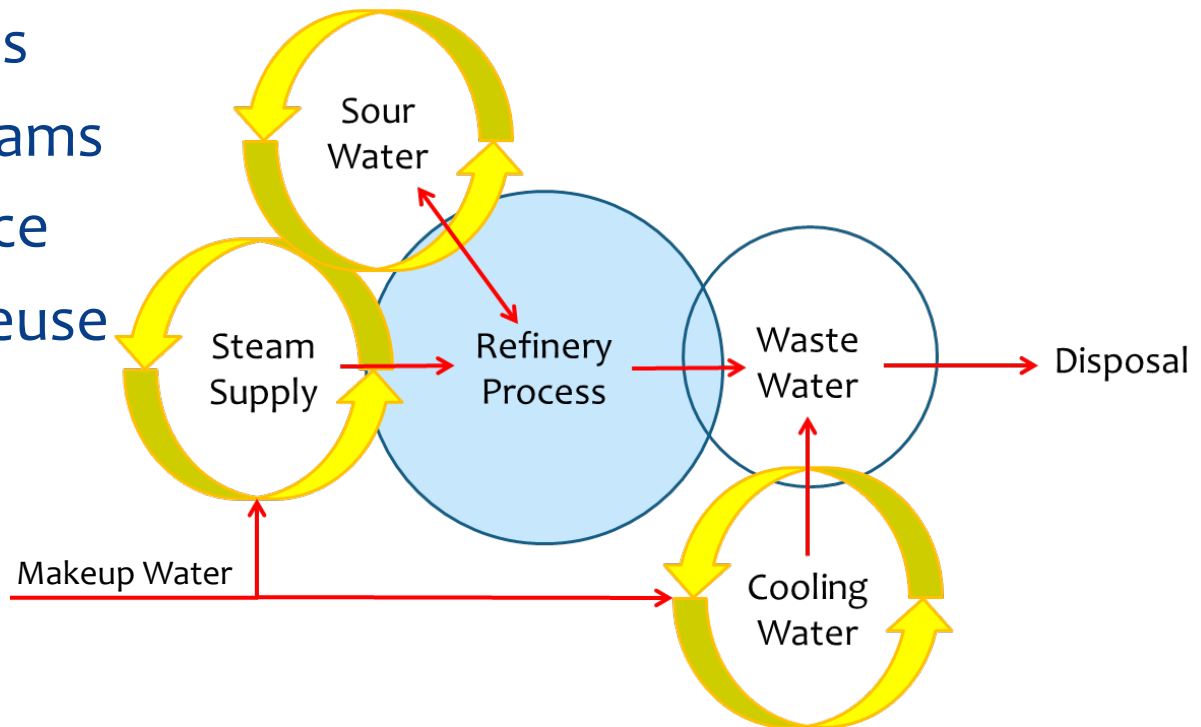 s
ams
ce
euse
Sour
Water
Steam
Supply
Refinery
Process
Waste
Water
Disposal
Makeup Water
Cooling
Water